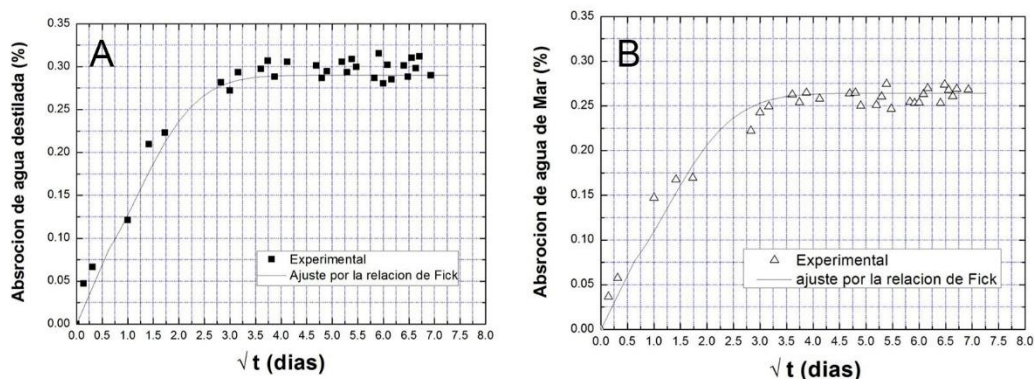 A
Absrocion de agua destilada (%)
0.35
0.30
0.25
0.20
0.15
0.10
0.05
0.00
0.0 0.5 1.0 1.5 2.0 2.5 3.0 3.5 4.0 4.5 5.0 5.5 6.0 6.5 7.0 7.5 8.0
√ t (dias)
Experimental
Ajuste por la relacion de Fick
B
Absrocion de agua de Mar (%)
0.30
0.25
0.20
0.15
0.10
0.05
0.00
0.0 0.5 1.0 1.5 2.0 2.5 3.0 3.5 4.0 4.5 5.0 5.5 6.0 6.5 7.0 7.5 8.0
√ t (dias)
Experimental
ajuste por la relacion de Fick